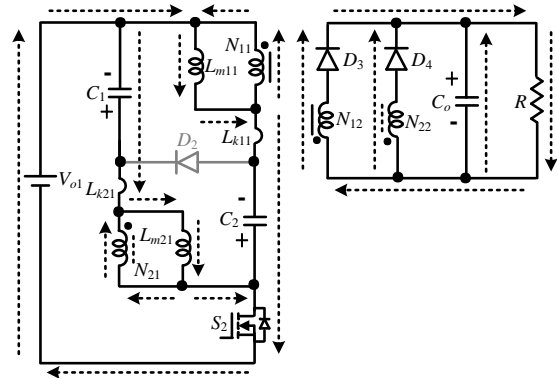 N11
Lm11
-
C1
+
Lk11
D2
Vo1
Lk21
-
C2
+
Lm21
N21
S2
D3
D4
+
Co
-
R
N12
N22